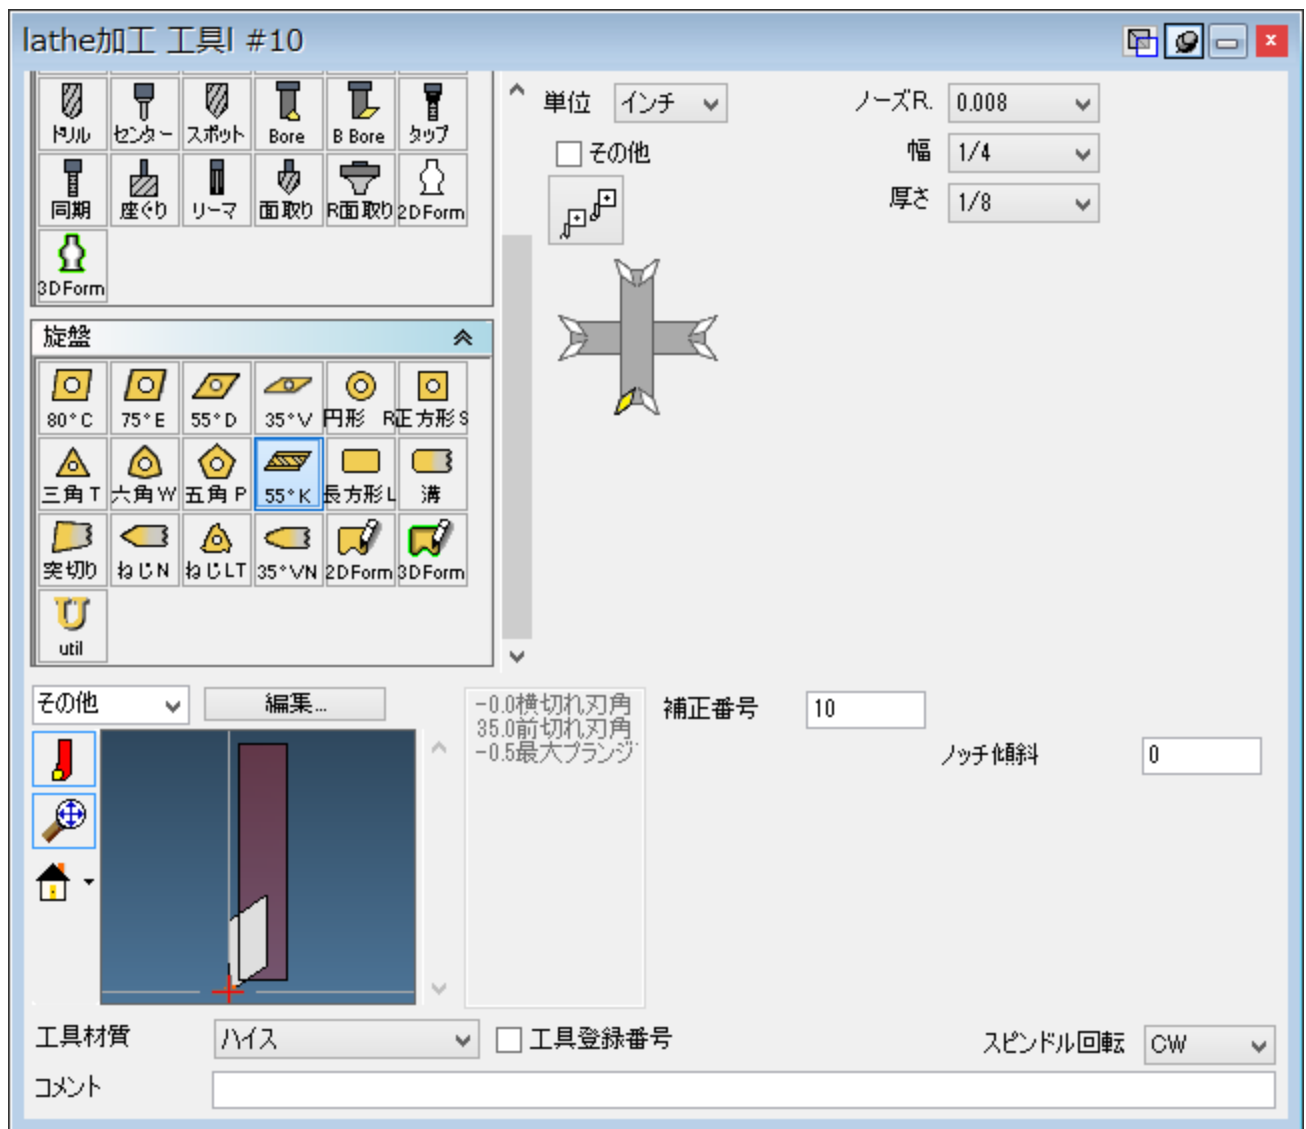 lathe加工 工具l #10
ドリル センター スポット Bore B Bore タップ
同期 座ぐり リーマ 面取り R面取り 2D Form
3D Form
単位 インチ
その他
ノーズR. 0.008
幅 1/4
厚さ 1/8
旋盤
80°C 75°E 55°D 35°V 円形 R 正方形 S
三角 T 六角 W 五角 P 55°K 長方形 L 溝
突切り ねじN ねじLT 35°VN 2D Form 3D Form
util
その他 編集...
-0.0横切れ刃角
35.0前切れ刃角
-0.5最大プランジ
補正番号 10
ノッチ傾斜 0
工具材質 ハイス 工具登録番号 スピンドル回転 CW
コメント